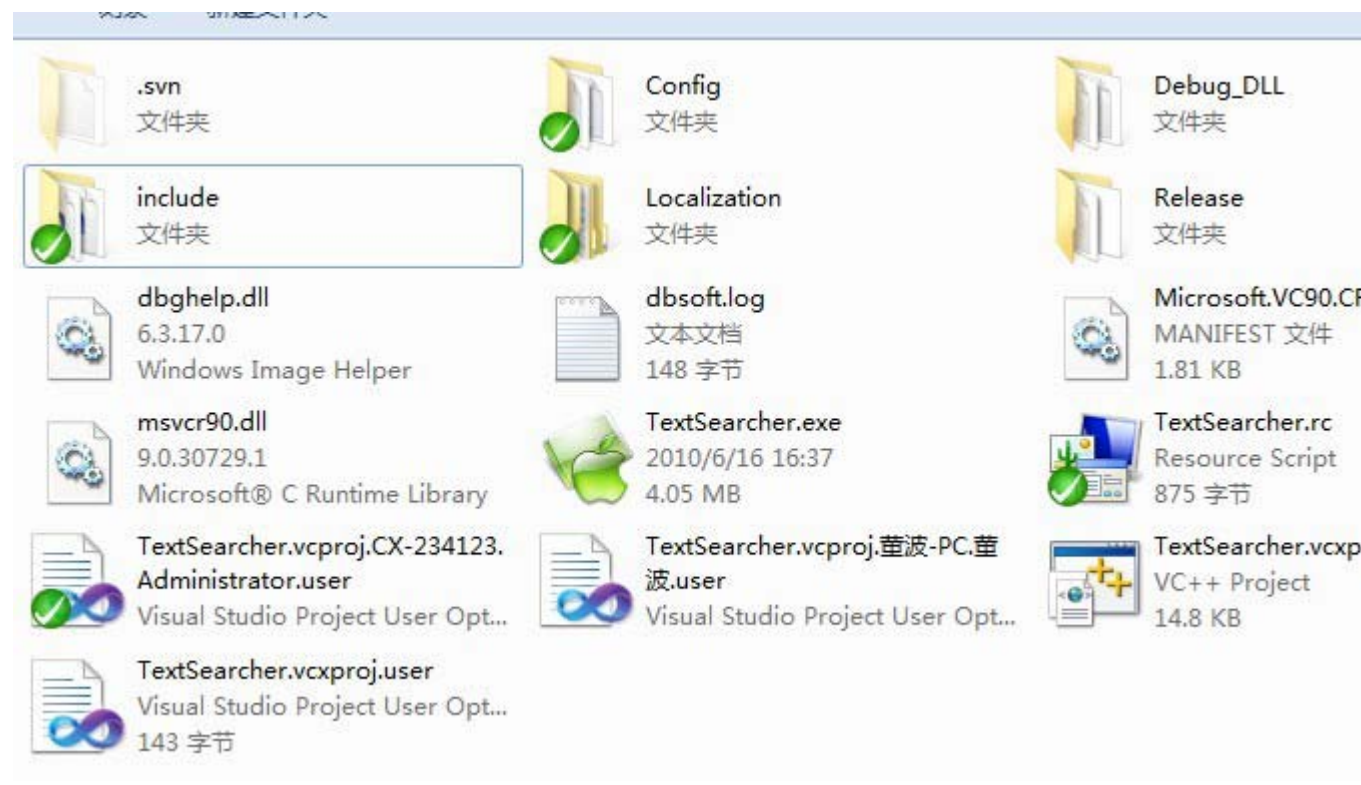 .svn
文件夹
Config
文件夹
Debug_DLL
文件夹
include
文件夹
Localization
文件夹
Release
文件夹
dbghelp.dll
6.3.17.0
Windows Image Helper
dbsoft.log
文本文档
148 字节
Microsoft.VC90.CR
MANIFEST 文件
1.81 KB
msvcr90.dll
9.0.30729.1
Microsoft® C Runtime Library
TextSearcher.exe
2010/6/16 16:37
4.05 MB
TextSearcher.rc
Resource Script
875 字节
TextSearcher.vcproj.CX-234123.
Administrator.user
Visual Studio Project User Opt...
TextSearcher.vcproj.董波-PC.董
波.user
Visual Studio Project User Opt...
TextSearcher.vcxp
VC++ Project
14.8 KB
TextSearcher.vcxproj.user
Visual Studio Project User Opt...
143 字节